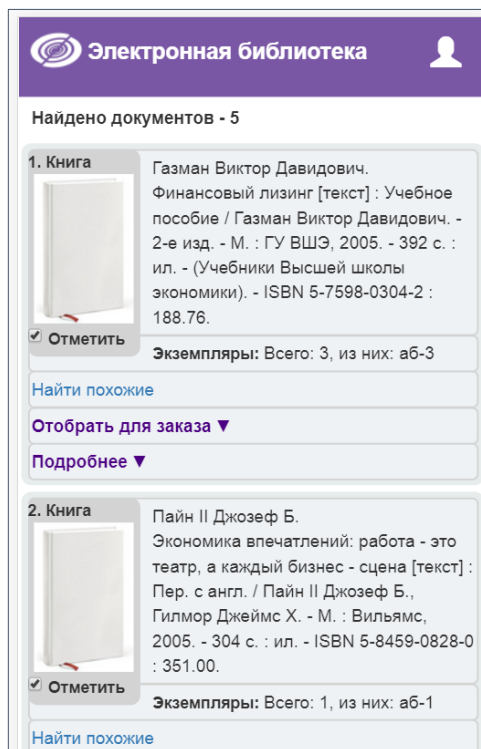 Электронная библиотека
Найдено документов - 5
1. Книга
Газман Виктор Давидович.
Финансовый лизинг [текст] : Учебное
пособие / Газман Виктор Давидович. -
2-е изд. - М. : ГУ ВШЭ, 2005. - 392 с. :
ил. - (Учебники Высшей школы
экономики). - ISBN 5-7598-0304-2 :
188.76.
Отметить
Экземпляры: Всего: 3, из них: аб-3
Найти похожие
Отобрать для заказа ▼
Подробнее ▼
2. Книга
Пайн II Джозеф Б.
Экономика впечатлений: работа - это
театр, а каждый бизнес - сцена [текст] :
Пер. с англ. / Пайн II Джозеф Б.,
Гилмор Джеймс Х. - М. : Вильямс,
2005. - 304 с. : ил. - ISBN 5-8459-0828-0
: 351.00.
Отметить
Экземпляры: Всего: 1, из них: аб-1
Найти похожие